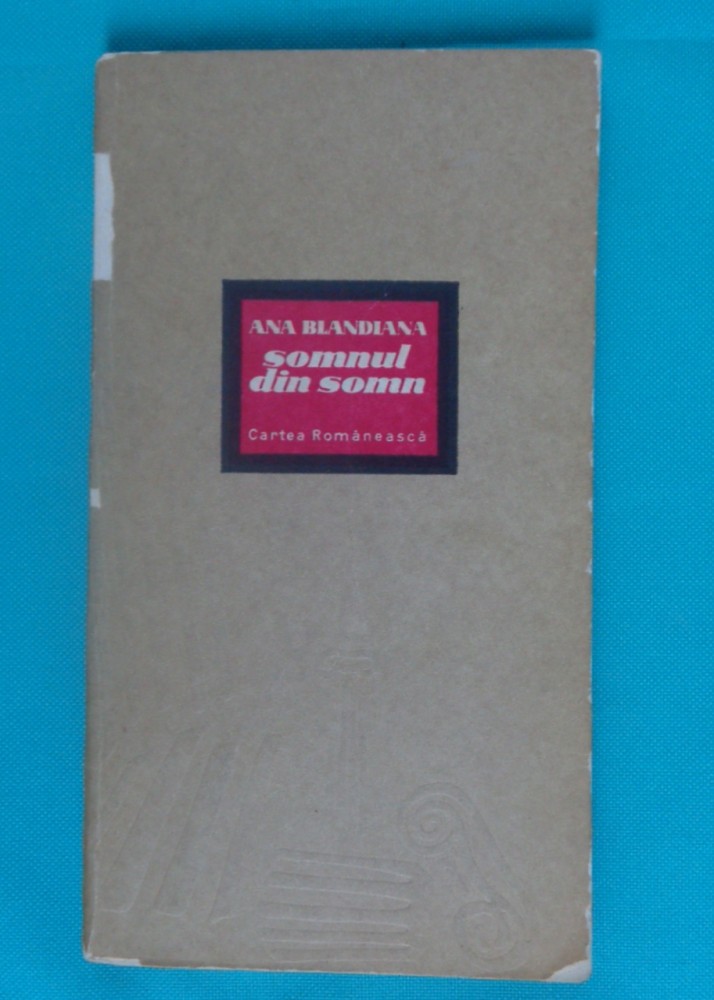 ANA BLANDIANA
somnul
din somn
Cartea Românească